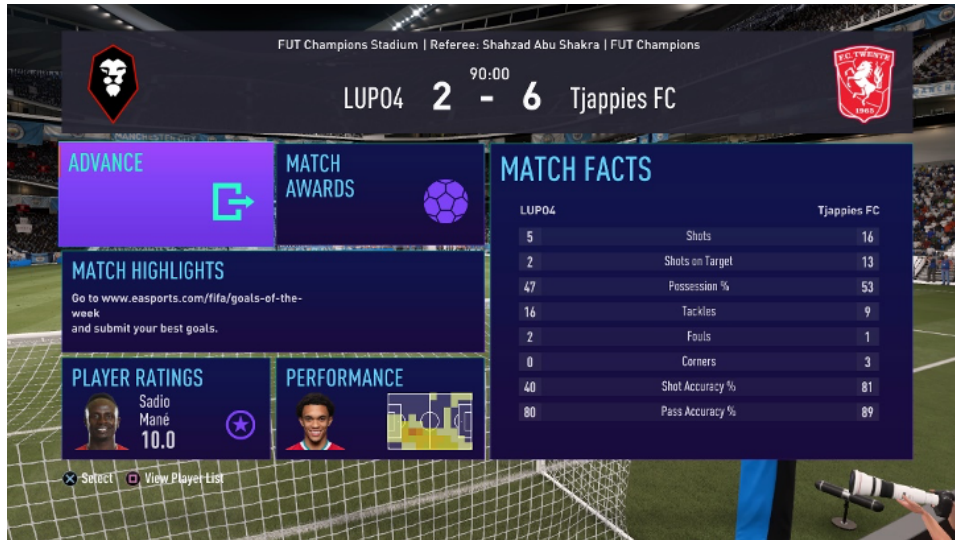 FUT Champions Stadium | Referee: Shahzad Abu Shakra | FUT Champions
90:00
LUPO4 2 - 6 Tjappies FC
F.C. TWENTE
1965
MANCHESTER CITY
ADVANCE
MATCH
AWARDS
MATCH HIGHLIGHTS
Go to www.easports.com/fifa/goals-of-the-
week
and submit your best goals.
PLAYER RATINGS
Sadio
Mané
10.0
PERFORMANCE
MATCH FACTS
LUPO4 Tjappies FC
5 Shots 16
2 Shots on Target 13
47 Possession % 53
16 Tackles 9
2 Fouls 1
0 Corners 3
40 Shot Accuracy % 81
80 Pass Accuracy % 89
Select View Player List